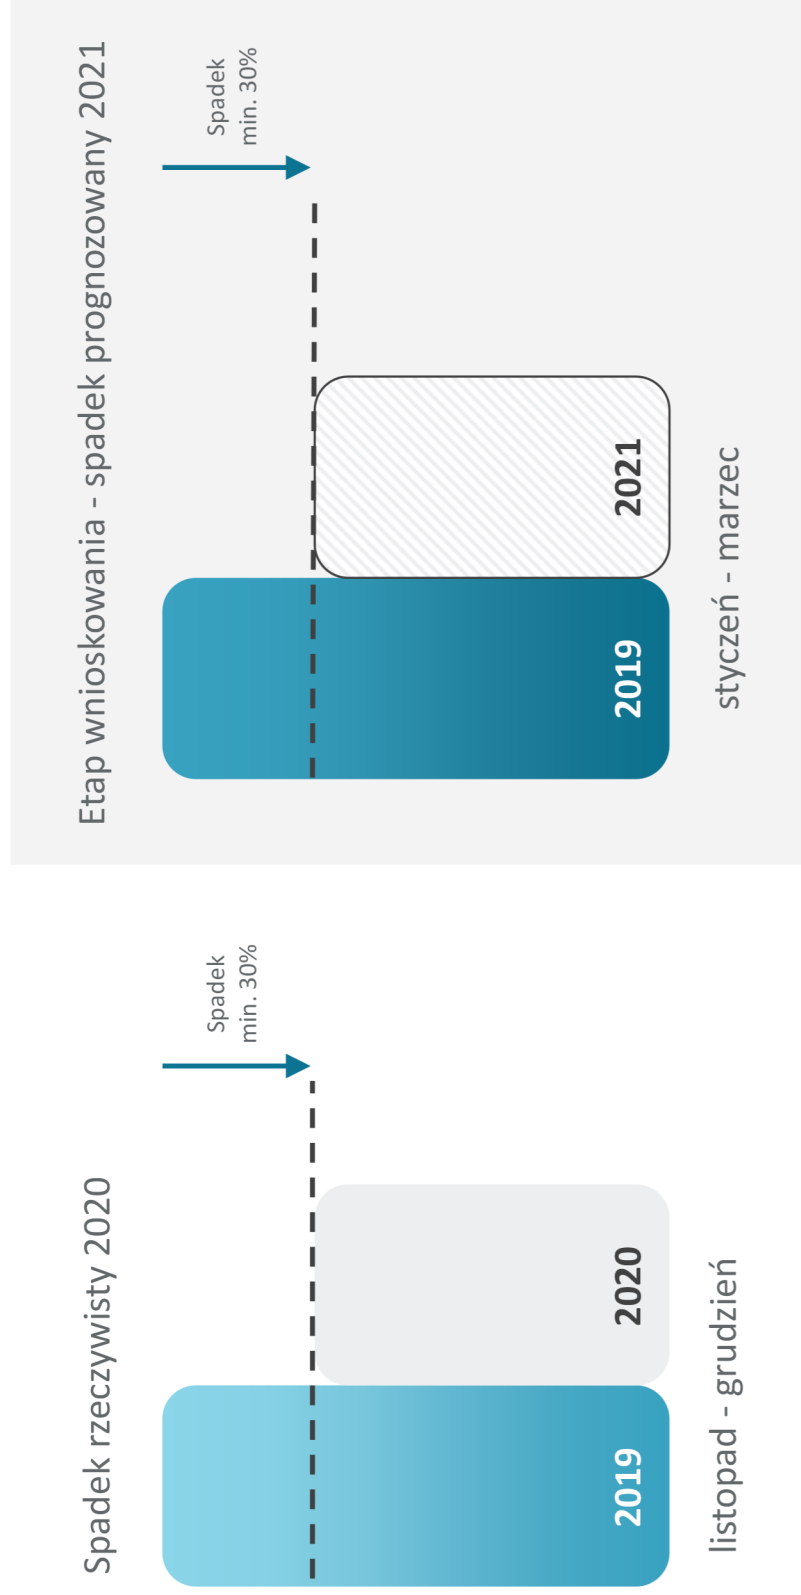 Spadek rzeczywisty 2020
Spadek
min. 30%
2019
2020
listopad - grudzień
Etap wnioskowania - spadek prognozowany 2021
Spadek
min. 30%
2019
2021
styczeń - marzec